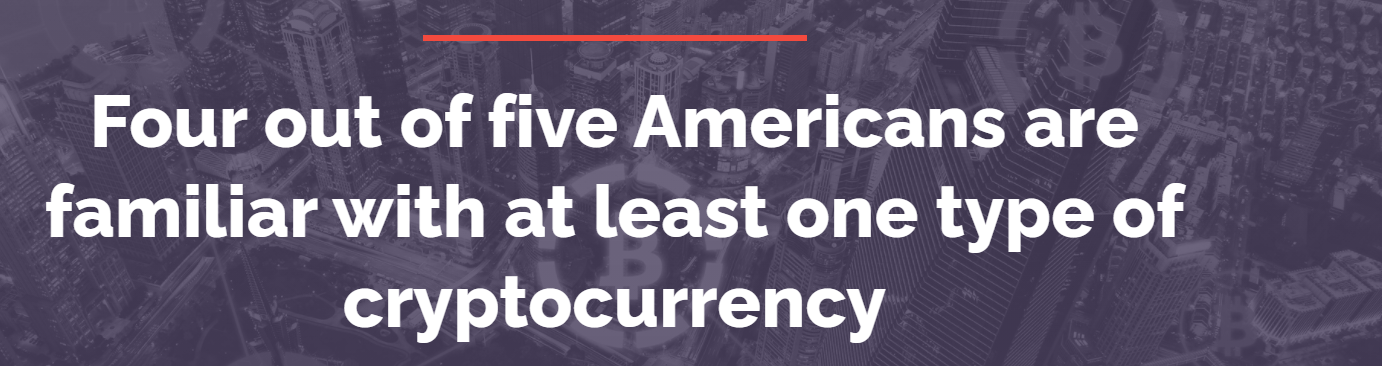 Four out of five Americans are
familiar with at least one type of
cryptocurrency